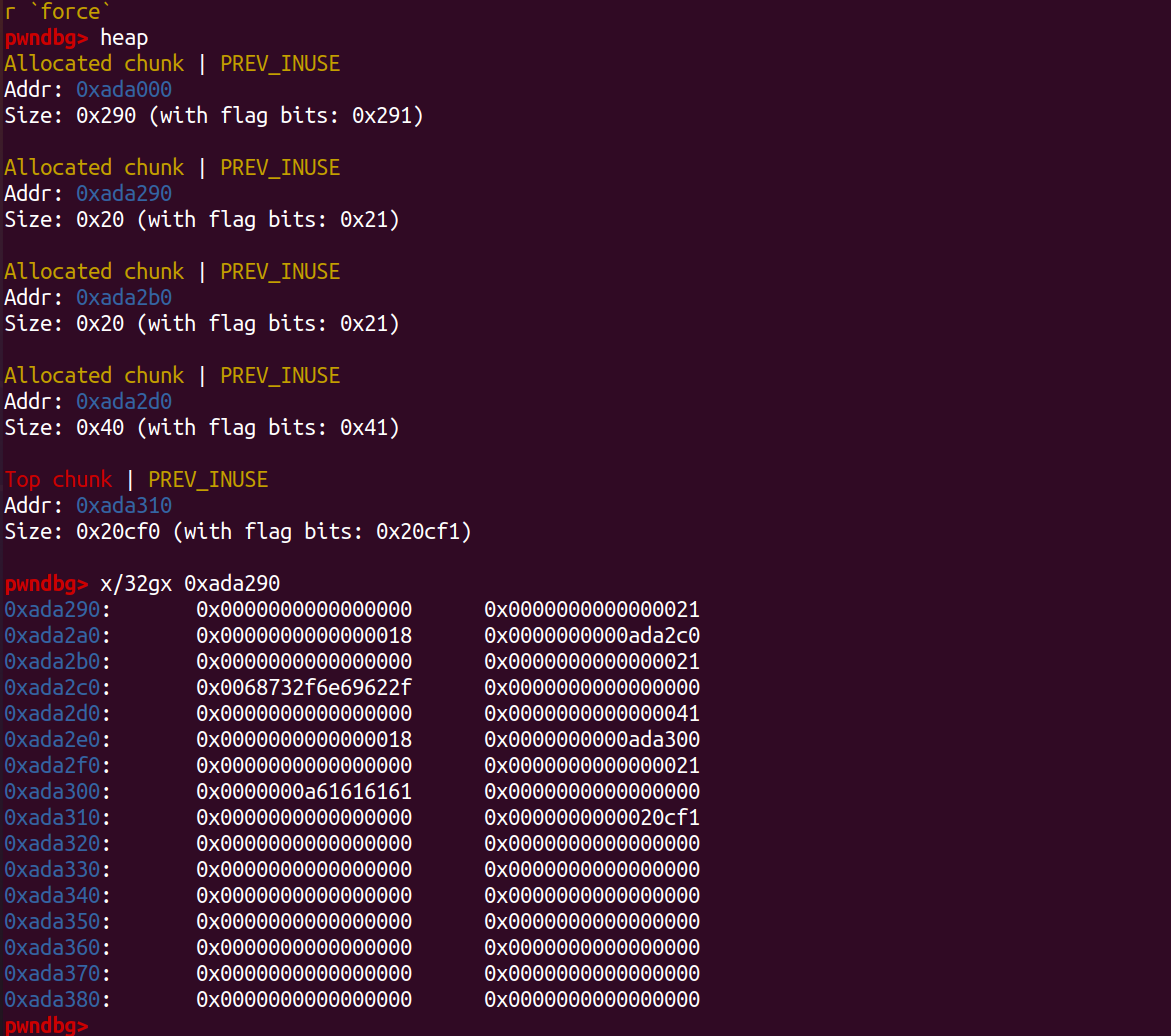 r `force`
pwndbg> heap
Allocated chunk | PREV_INUSE
Addr: 0xada000
Size: 0x290 (with flag bits: 0x291)
Allocated chunk | PREV_INUSE
Addr: 0xada290
Size: 0x20 (with flag bits: 0x21)
Allocated chunk | PREV_INUSE
Addr: 0xada2b0
Size: 0x20 (with flag bits: 0x21)
Allocated chunk | PREV_INUSE
Addr: 0xada2d0
Size: 0x40 (with flag bits: 0x41)
Top chunk | PREV_INUSE
Addr: 0xada310
Size: 0x20cf0 (with flag bits: 0x20cf1)
pwndbg> x/32gx 0xada290
0xada290: 0x0000000000000000 0x0000000000000021
0xada2a0: 0x0000000000000018 0x0000000000ada2c0
0xada2b0: 0x0000000000000000 0x0000000000000021
0xada2c0: 0x0068732f6e69622f 0x0000000000000000
0xada2d0: 0x0000000000000000 0x0000000000000041
0xada2e0: 0x0000000000000018 0x0000000000ada300
0xada2f0: 0x0000000000000000 0x0000000000000021
0xada300: 0x0000000a61616161 0x0000000000000000
0xada310: 0x0000000000000000 0x0000000000020cf1
0xada320: 0x0000000000000000 0x0000000000000000
0xada330: 0x0000000000000000 0x0000000000000000
0xada340: 0x0000000000000000 0x0000000000000000
0xada350: 0x0000000000000000 0x0000000000000000
0xada360: 0x0000000000000000 0x0000000000000000
0xada370: 0x0000000000000000 0x0000000000000000
0xada380: 0x0000000000000000 0x0000000000000000
pwndbg>